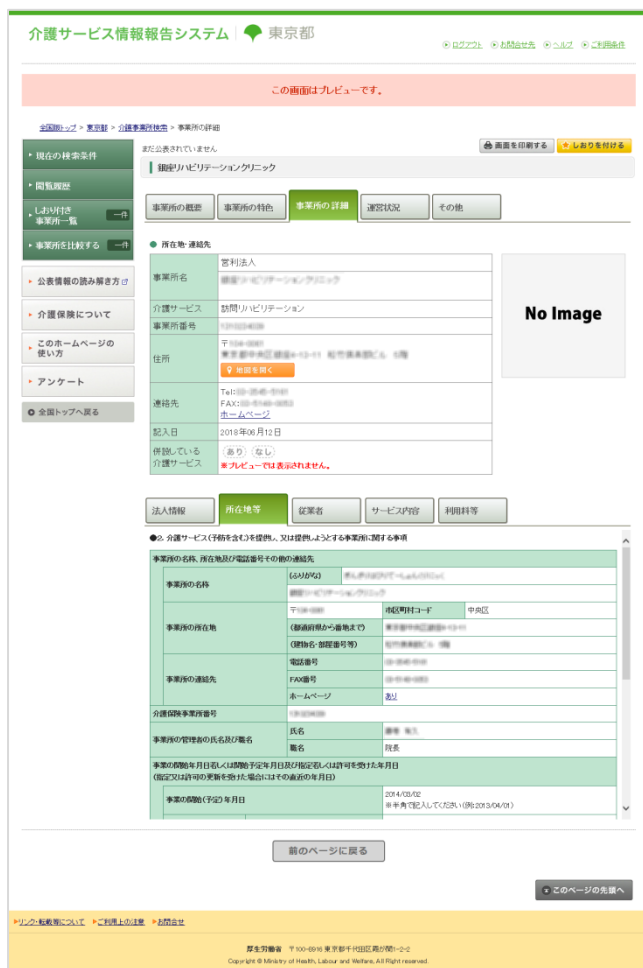 介護サービス情報報告システム 東京都
ログアウト お問合せ先 ヘルプ ご利用条件
この画面はプレビューです。
全国版トップ > 東京都 > 介護事業所検索 > 事業所の詳細
現在の検索条件
閲覧履歴
しおり付き
事業所一覧
一件
事業所を比較する 一件
公表情報の読み解き方
介護保険について
このホームページの
使い方
アンケート
全国トップへ戻る
まだ公表されていません
画面を印刷する しおりを付ける
銀座リハビリテーションクリニック
事業所の概要 事業所の特色 事業所の詳細 運営状況 その他
● 所在地・連絡先
事業所名 営利法人
介護サービス 訪問リハビリテーション
事業所番号
住所 〒
地図を開く
連絡先 Tel:
FAX:
ホームページ
記入日 2018年06月12日
併設している
介護サービス
あり なし
※プレビューでは表示されません。
No Image
法人情報 所在地等 従業者 サービス内容 利用料等
●2. 介護サービス(予防を含む)を提供し、又は提供しようとする事業所に関する事項
事業所の名称、所在地及び電話番号その他の連絡先
事業所の名称 (ふりがな)
事業所の所在地 〒 市区町村コード 中央区
(都道府県から番地まで)
(建物名・部屋番号等)
事業所の連絡先 電話番号
FAX番号
ホームページ あり
介護保険事業所番号
事業所の管理者の氏名及び職名 氏名
職名 院長
事業の開始年月日若しくは開始予定年月日及び指定若しくは許可を受けた年月日
(指定又は許可の更新を受けた場合にはその直近の年月日)
事業の開始(予定)年月日 2014/03/02
※半角で記入してください(例:2013/04/01)
前のページに戻る
このページの先頭へ
リンク・転載等について ご利用上の注意 お問合せ
厚生労働省 〒100-8916 東京都千代田区霞が関1-2-2
Copyright © Ministry of Health, Labour and Welfare, All Right reserved.